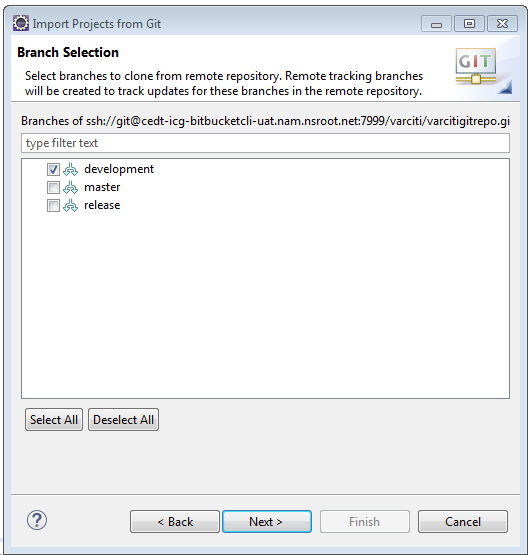 Import Projects from Git
Branch Selection
Select branches to clone from remote repository. Remote tracking branches
will be created to track updates for these branches in the remote repository.
GIT
Branches of ssh://git@cedt-icg-bitbucketcli-uat.nam.nsroot.net:7999/varciti/varcitigitrepo.gi
type filter text
development
master
release
Select All Deselect All
? < Back Next > Finish Cancel